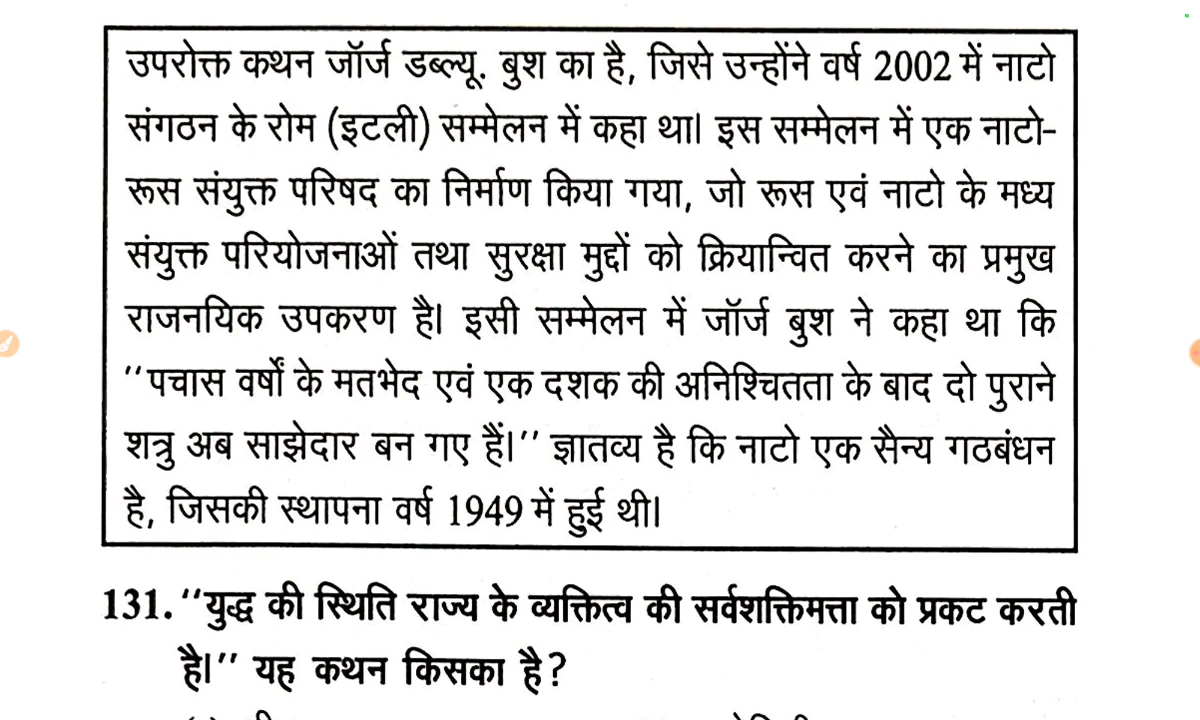 उपरोक्त कथन जॉर्ज डब्ल्यू. बुश का है, जिसे उन्होंने वर्ष 2002 में नाटो
संगठन के रोम (इटली) सम्मेलन में कहा था। इस सम्मेलन में एक नाटो-
रूस संयुक्त परिषद का निर्माण किया गया, जो रूस एवं नाटो के मध्य
संयुक्त परियोजनाओं तथा सुरक्षा मुद्दों को क्रियान्वित करने का प्रमुख
राजनयिक उपकरण है। इसी सम्मेलन में जॉर्ज बुश ने कहा था कि
‘‘पचास वर्षों के मतभेद एवं एक दशक की अनिश्चितता के बाद दो पुराने
शत्रु अब साझेदार बन गए हैं।’’ ज्ञातव्य है कि नाटो एक सैन्य गठबंधन
है, जिसकी स्थापना वर्ष 1949 में हुई थी।
131. ‘‘युद्ध की स्थिति राज्य के व्यक्तित्व की सर्वशक्तिमत्ता को प्रकट करती
है।’’ यह कथन किसका है?